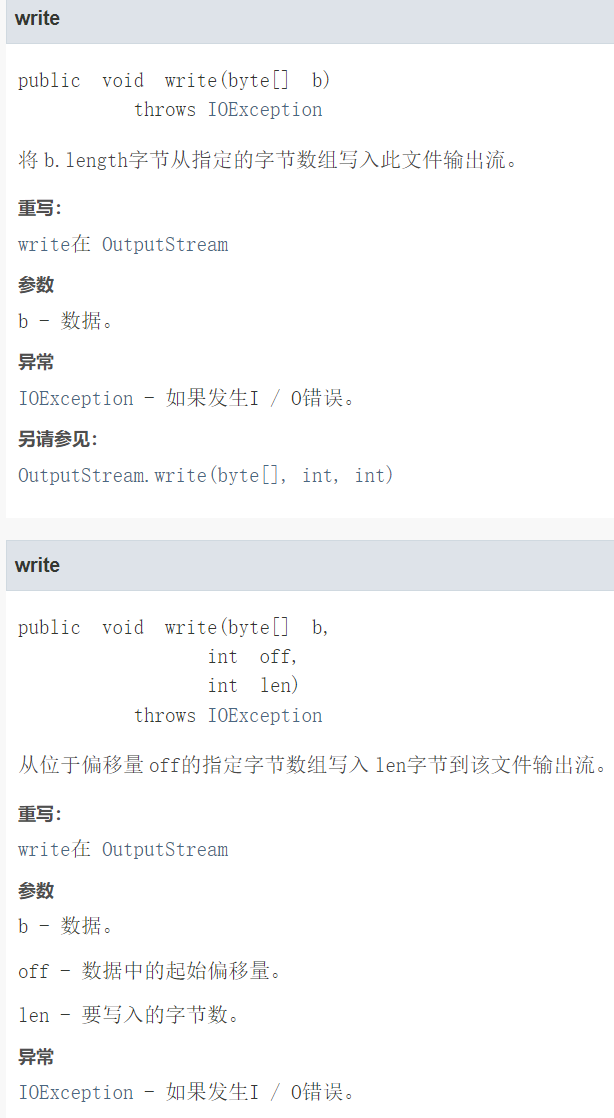 write
public void write(byte[] b)
throws IOException
将 b.length字节从指定的字节数组写入此文件输出流。
重写：
write在 OutputStream
参数
b - 数据。
异常
IOException - 如果发生I / O错误。
另请参见：
OutputStream.write(byte[], int, int)
write
public void write(byte[] b,
int off,
int len)
throws IOException
从位于偏移量 off的指定字节数组写入 len字节到该文件输出流。
重写：
write在 OutputStream
参数
b - 数据。
off - 数据中的起始偏移量。
len - 要写入的字节数。
异常
IOException - 如果发生I / O错误。